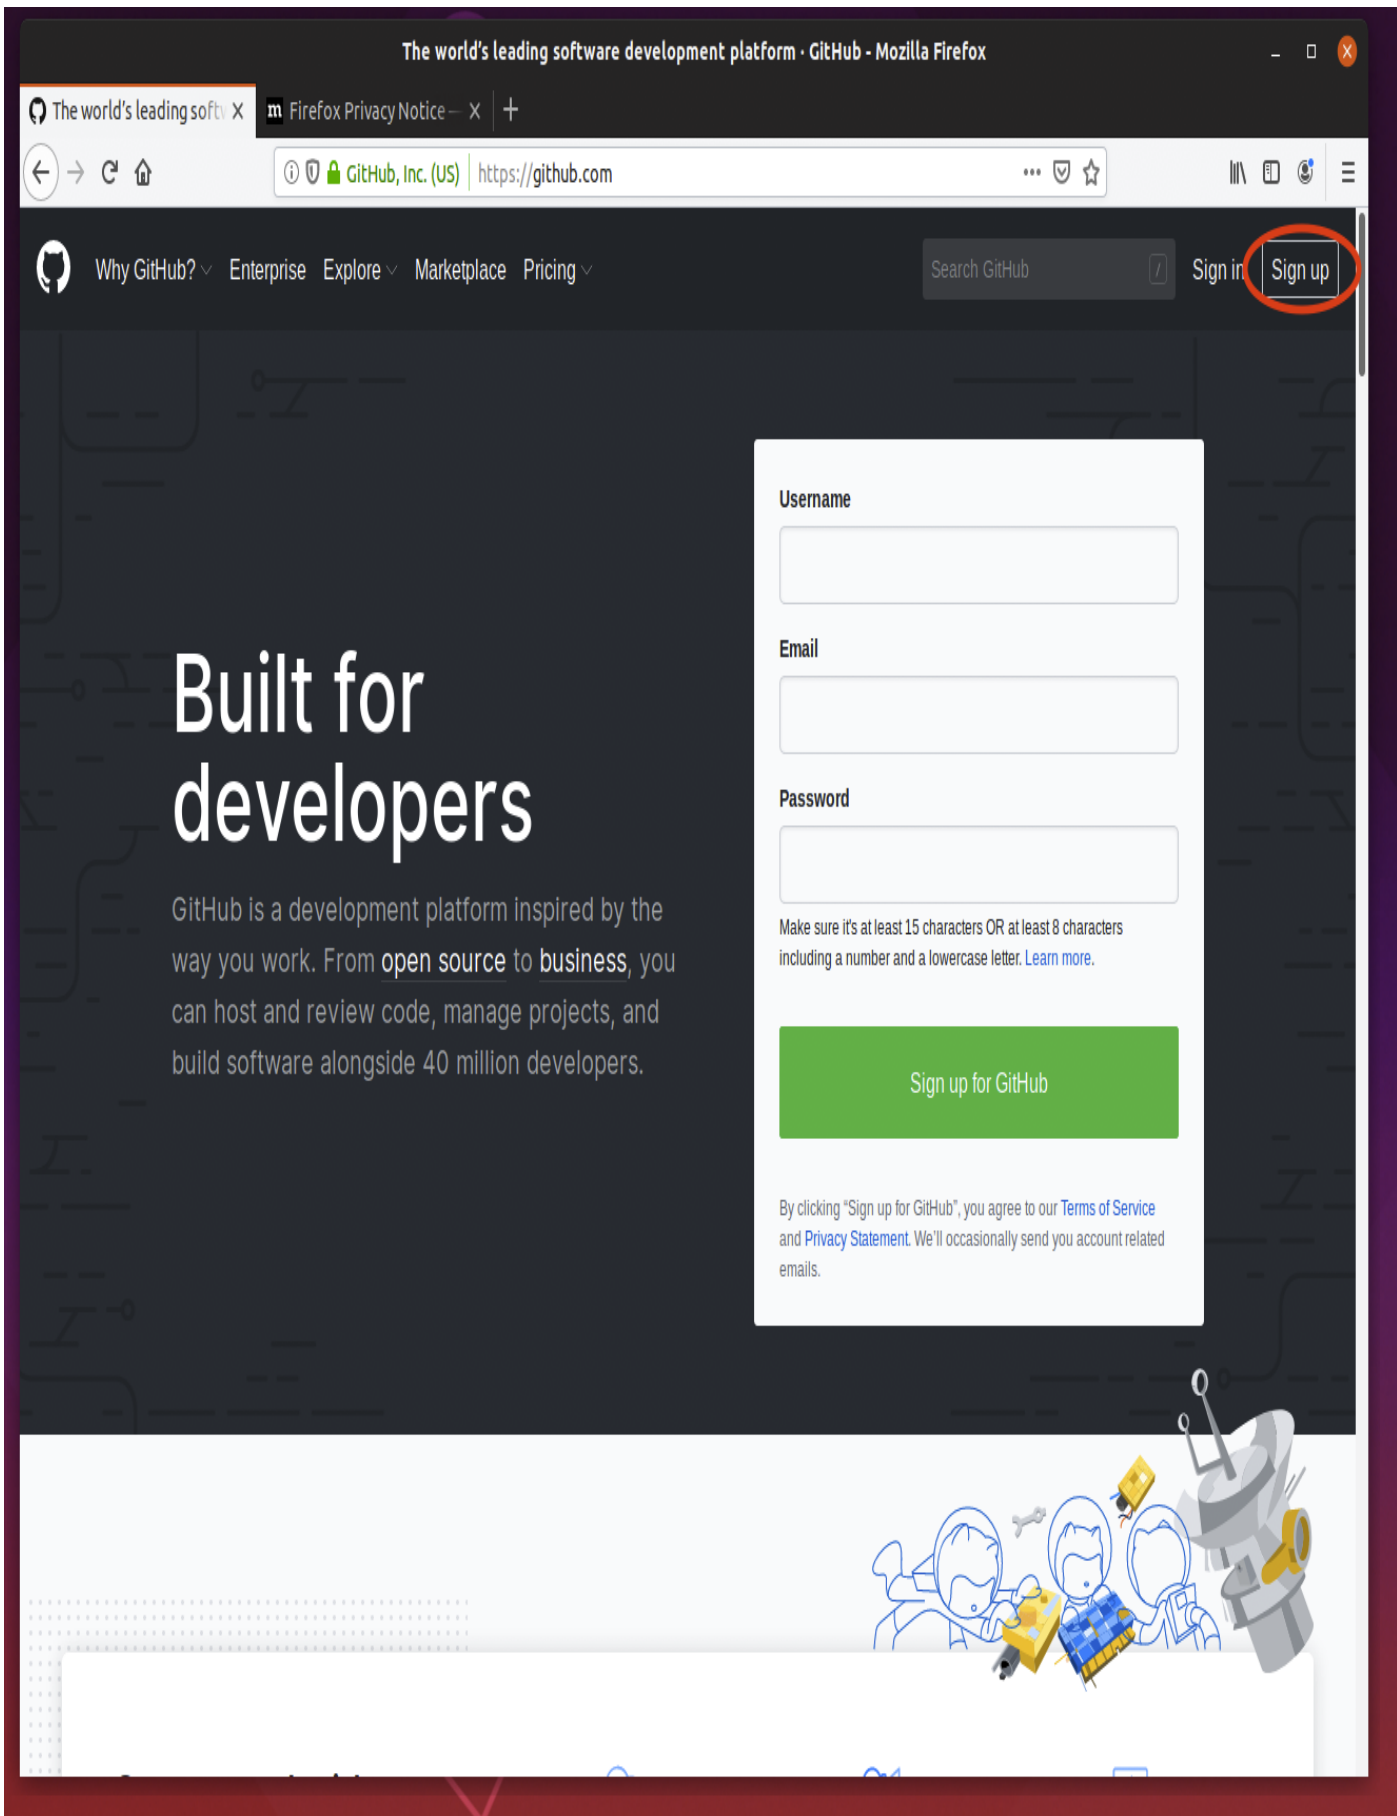 The world's leading software development platform · GitHub - Mozilla Firefox
The world's leading softw
m Firefox Privacy Notice —
GitHub, Inc. (US) https://github.com
Why GitHub? Enterprise Explore Marketplace Pricing Search GitHub / Sign in Sign up
Username
Email
Built for
developers
Password
GitHub is a development platform inspired by the
way you work. From open source to business, you
can host and review code, manage projects, and
build software alongside 40 million developers.
Make sure it's at least 15 characters OR at least 8 characters
including a number and a lowercase letter. Learn more.
Sign up for GitHub
By clicking “Sign up for GitHub”, you agree to our Terms of Service
and Privacy Statement. We'll occasionally send you account related
emails.